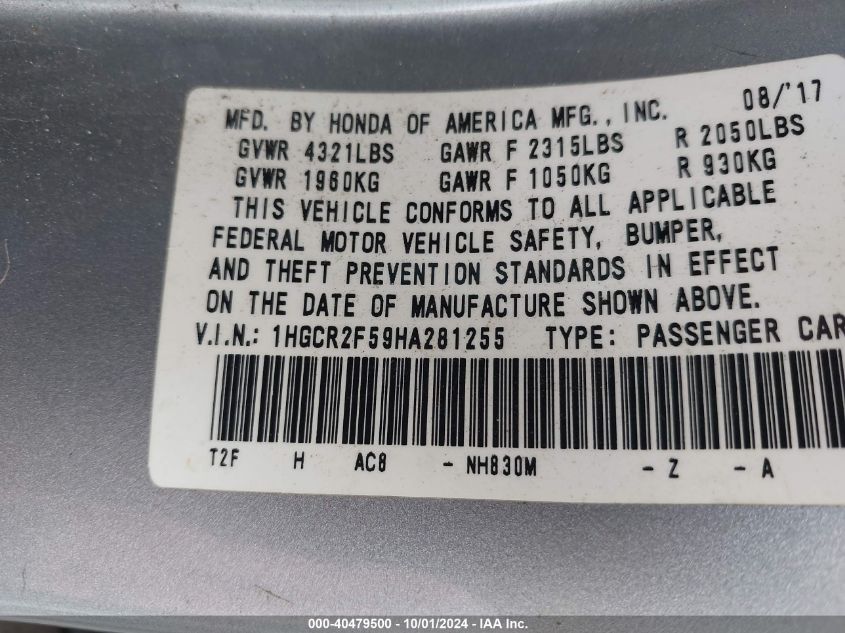 MFD. BY HONDA OF AMERICA MFG., INC. 08/'17
GVWR 4321LBS GAWR F 2315LBS R 2050LBS
GVWR 1960KG GAWR F 1050KG R 930KG
THIS VEHICLE CONFORMS TO ALL APPLICABLE
FEDERAL MOTOR VEHICLE SAFETY, BUMPER,
AND THEFT PREVENTION STANDARDS IN EFFECT
ON THE DATE OF MANUFACTURE SHOWN ABOVE.
V.I.N.: 1HGCR2F59HA281255 TYPE: PASSENGER CAR
T2F H AC8 - NH830M - Z - A
000-40479500 - 10/01/2024 - IAA Inc.